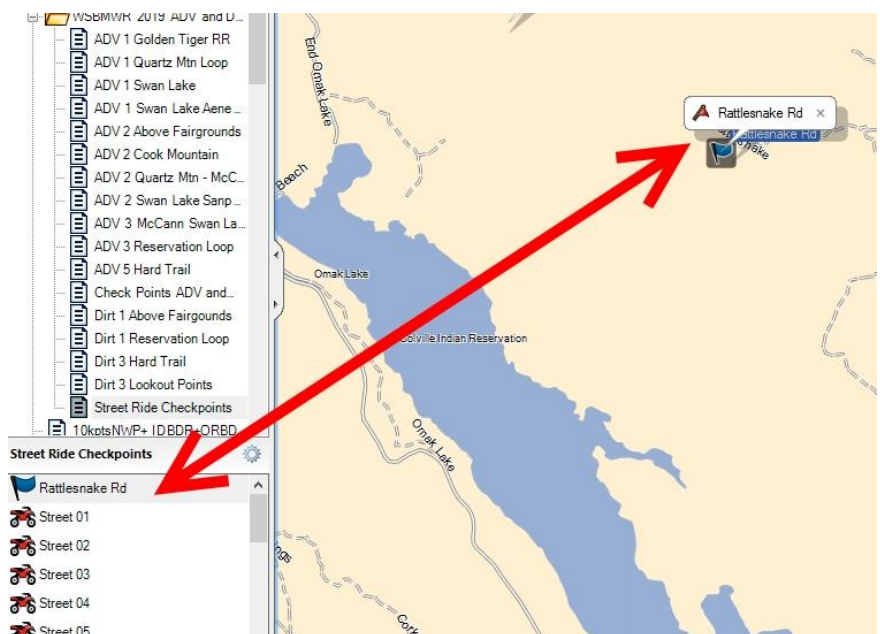 WSBMWR 2019 ADV and D...
ADV 1 Golden Tiger RR
ADV 1 Quartz Mtn Loop
ADV 1 Swan Lake
ADV 1 Swan Lake Aene ...
ADV 2 Above Fairgrounds
ADV 2 Cook Mountain
ADV 2 Quartz Mtn - McC...
ADV 2 Swan Lake Sanp ...
ADV 3 McCann Swan La...
ADV 3 Reservation Loop
ADV 5 Hard Trail
Check Points ADV and...
Dirt 1 Above Fairgounds
Dirt 1 Reservation Loop
Dirt 3 Hard Trail
Dirt 3 Lookout Points
Street Ride Checkpoints
10kptsNWP+ IDBDR+ORBD
Street Ride Checkpoints
Rattlesnake Rd
Street 01
Street 02
Street 03
Street 04
Street 05
End-Omak Lake
Beach
Rattlesnake Rd
Rattlesnake Rd
Omak Lake
Colville Indian Reservation
Omak Lake